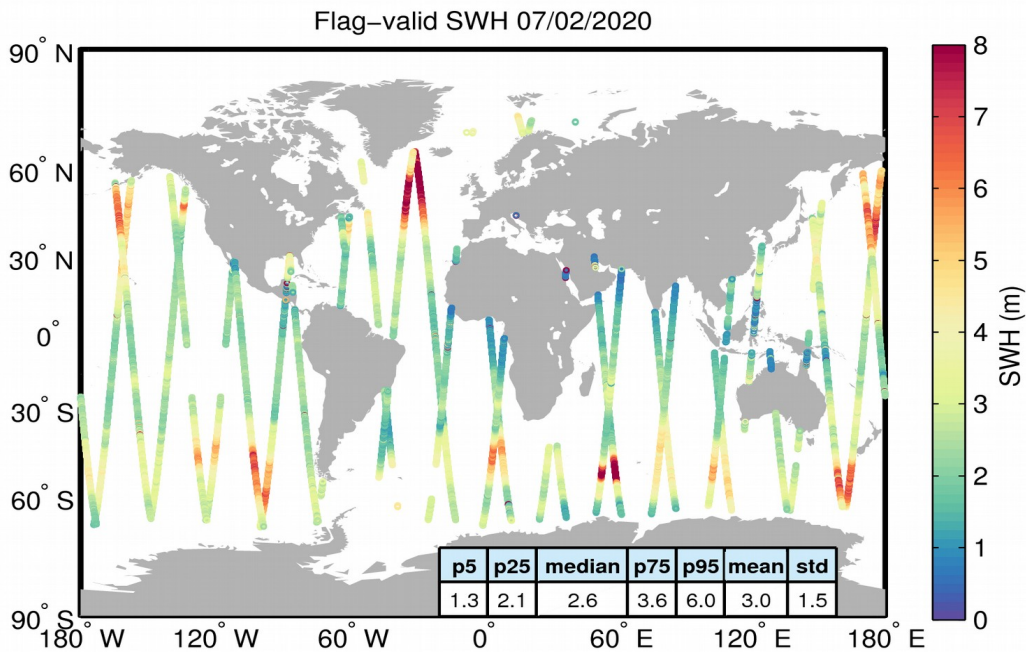 Flag−valid SWH 07/02/2020
90° N
60° N
30° N
0°
30° S
60° S
90° S
180° W
120° W
60° W
0°
60° E
120° E
180° E
8
7
6
5
4
3
2
1
0
SWH (m)
p5 p25 median p75 p95 mean std
1.3 2.1 2.6 3.6 6.0 3.0 1.5